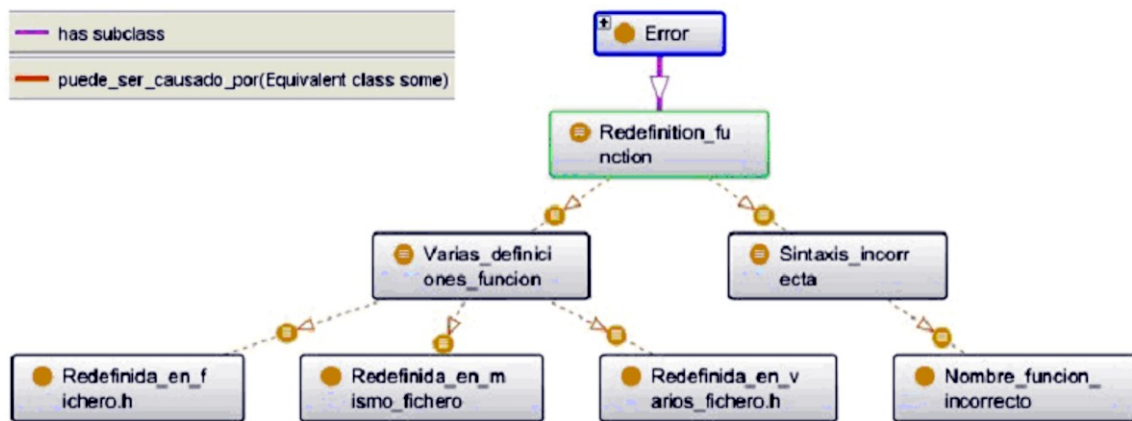 has subclass
puede_ser_causado_por(Equivalent class some)
Error
Redefinition_fu
nction
Varias_definici
ones_funcion
Sintaxis_incorr
ecta
Redefinida_en_f
ichero.h
Redefinida_en_m
ismo_fichero
Redefinida_en_v
arios_fichero.h
Nombre_funcion_
incorrecto